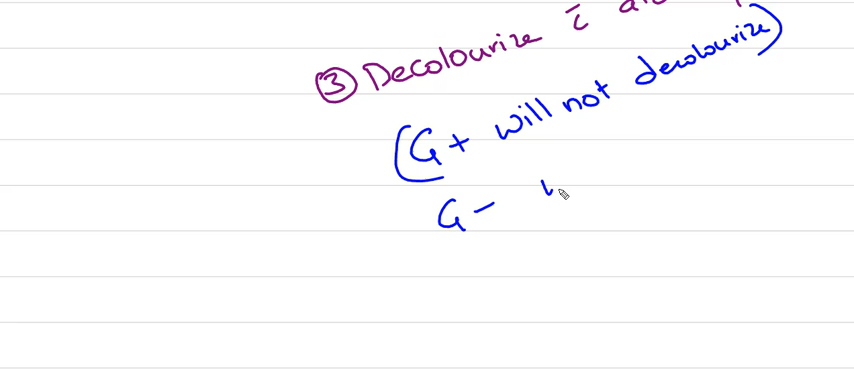 ③ Decolourize c̄
(G+ will not decolourize)
G-